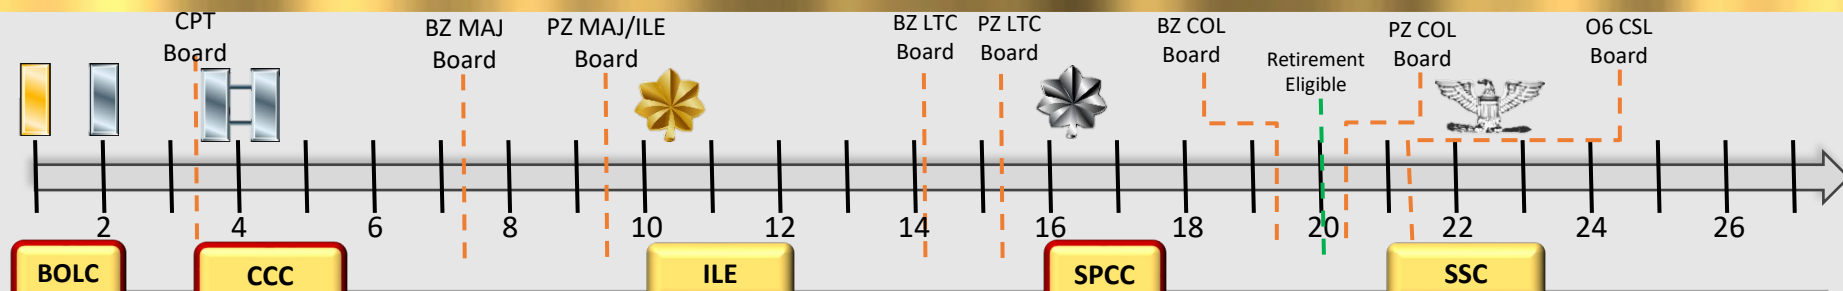 CPT
Board
BZ MAJ
Board
PZ MAJ/ILE
Board
BZ LTC
Board
PZ LTC
Board
BZ COL
Board
Retirement
Eligible
PZ COL
Board
O6 CSL
Board
2
4
6
8
10
12
14
16
18
20
22
24
26
BOLC
CCC
ILE
SPCC
SSC